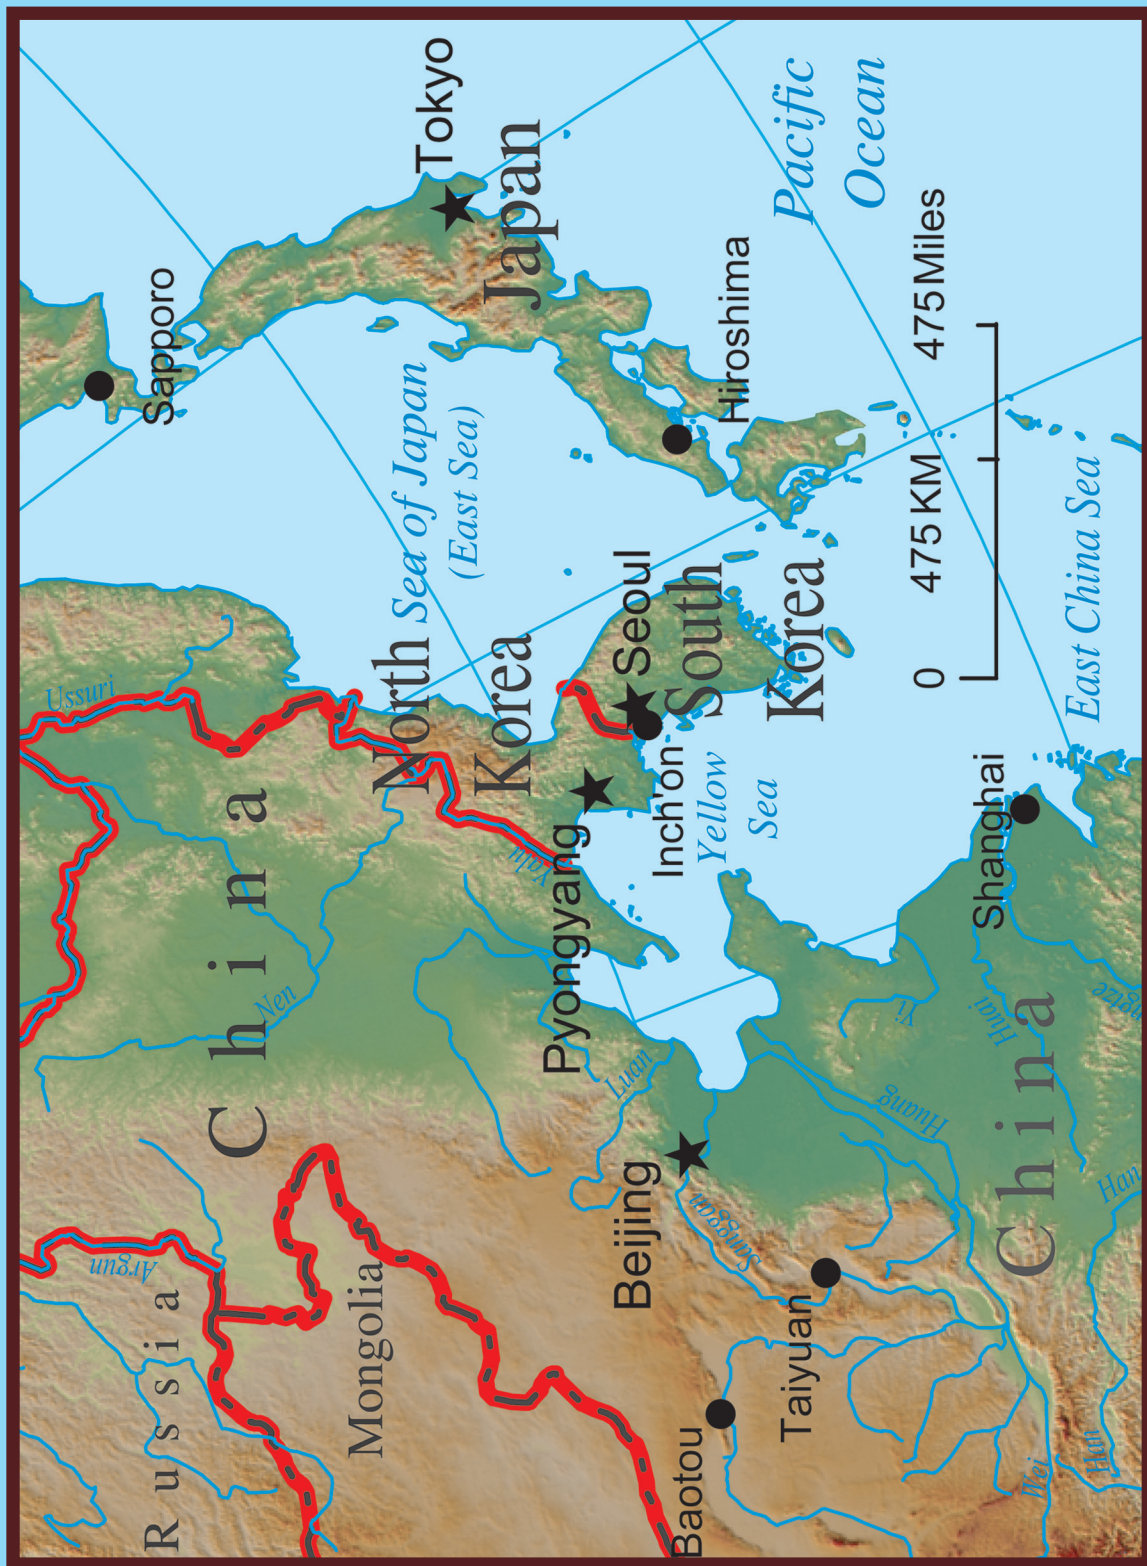 Russia
Argun
Ussuri
Sapporo
China
Nen
Mongolia
North
Korea
Sea of Japan
(East Sea)
Tokyo
Japan
Yalu
Pyongyang
Luan
Seoul
South
Korea
Inch'on
Yellow
Sea
Hiroshima
Pacific
Ocean
Beijing
Sanggan
Baotou
Taiyuan
Huang
Yi
Huai
Shanghai
China
Wei
Han
Han
ngtze
East China Sea
0 475 KM 475 Miles